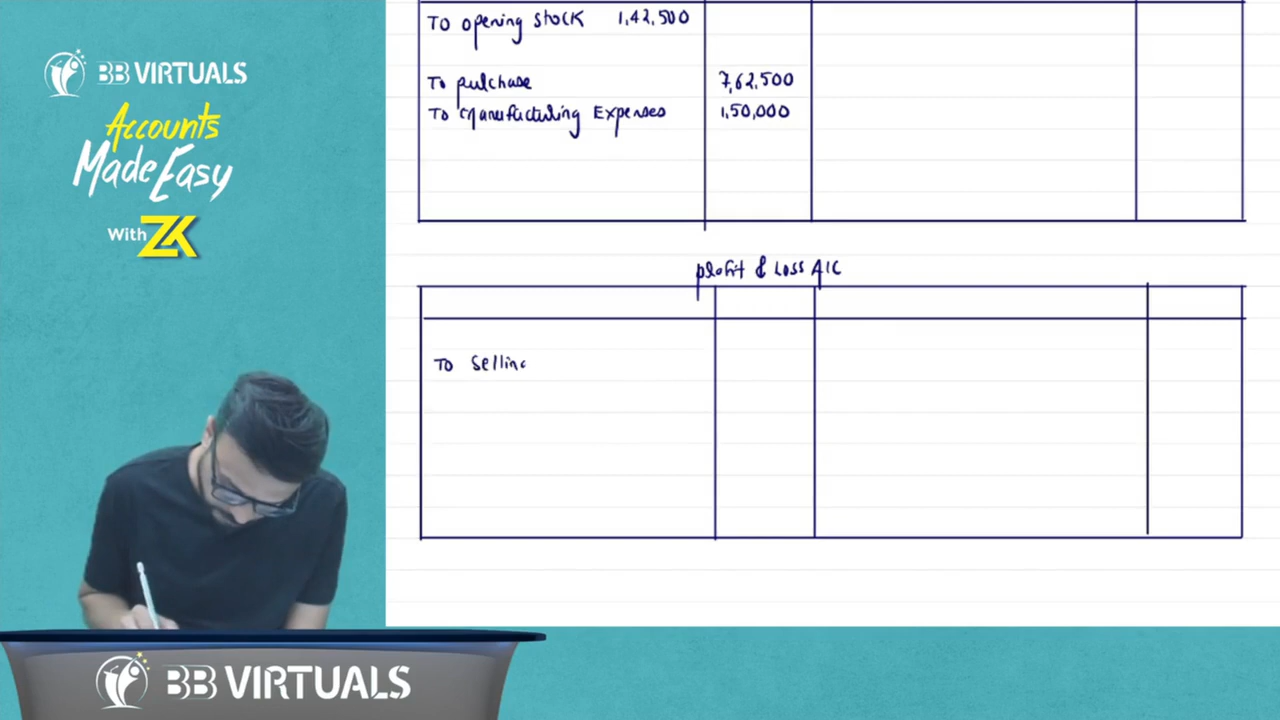 BB VIRTUALS
Accounts
Made Easy
With ZK
To opening stock 1,42,500
To purchase 7,62,500
To Manufacturing Expenses 1,50,000
profit & Loss A/C
To Selling
BB VIRTUALS